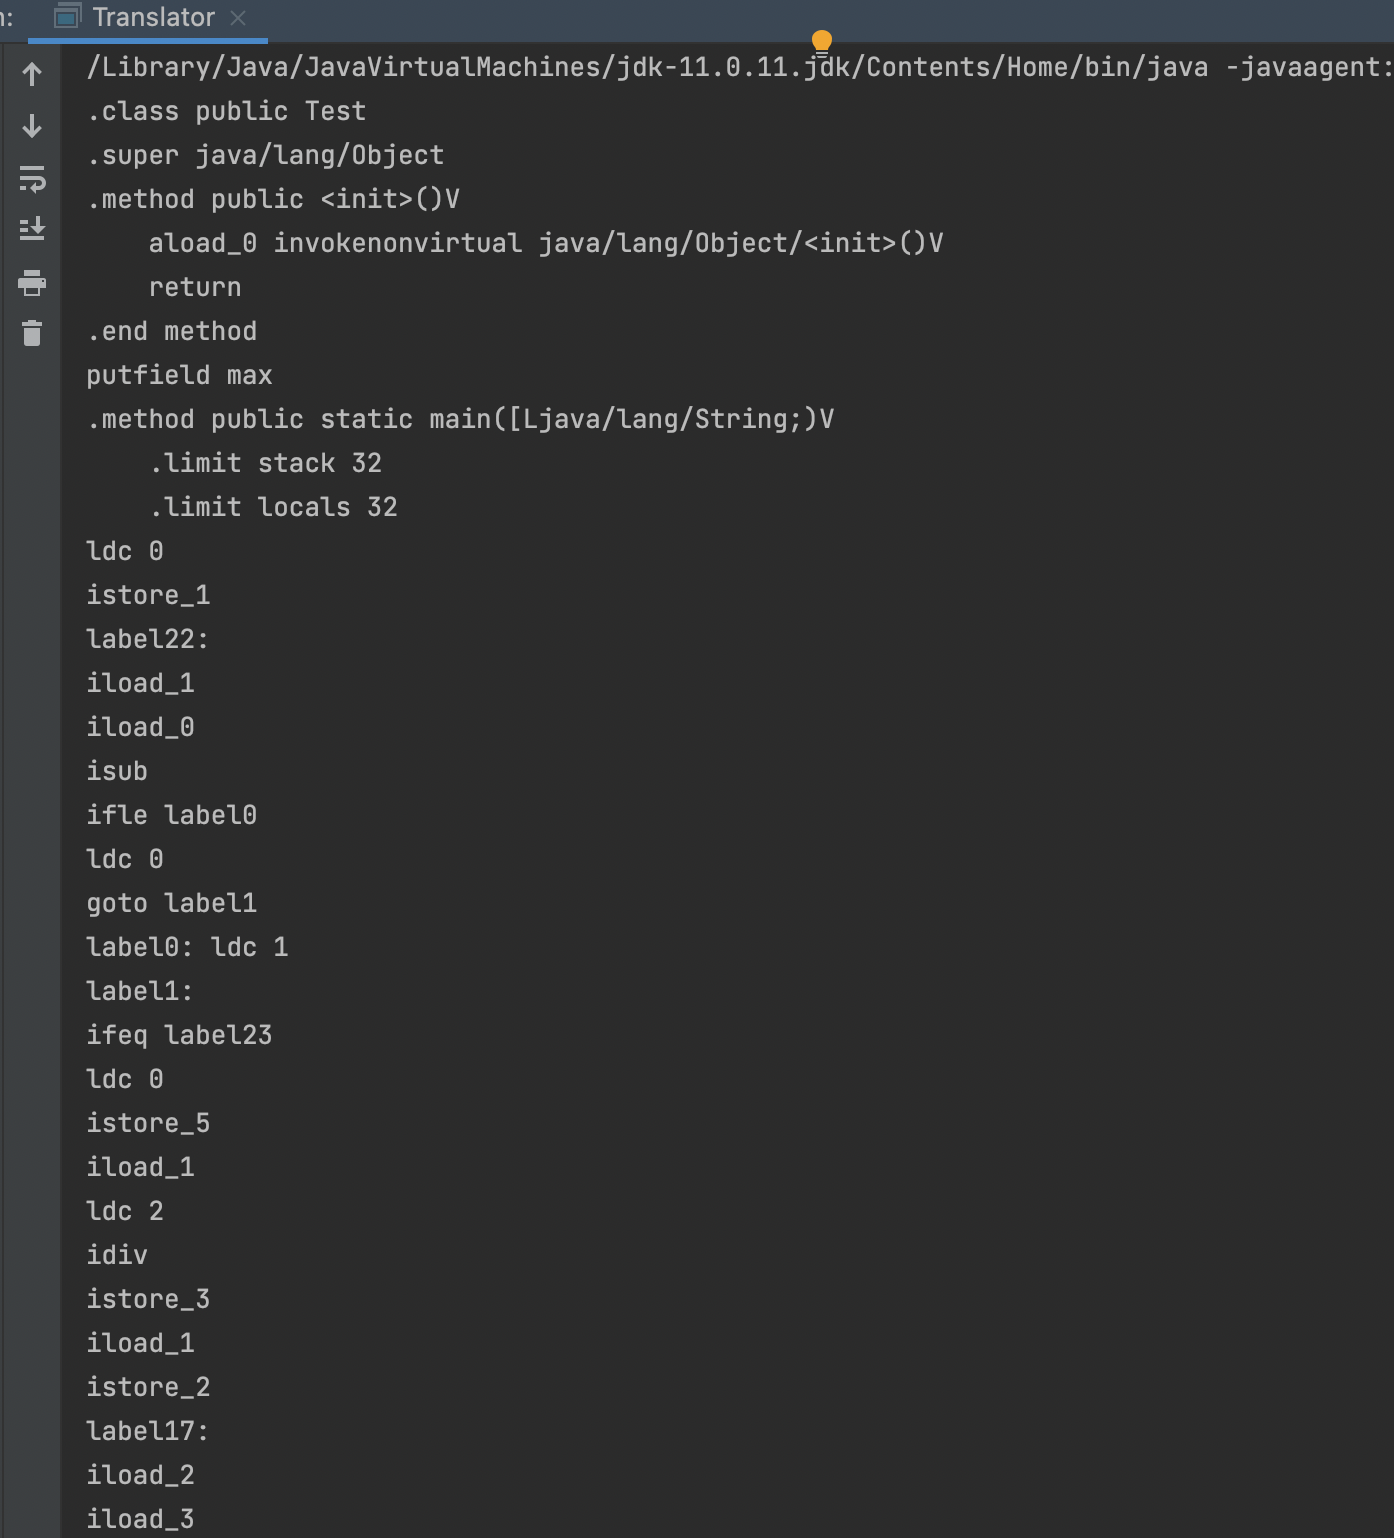 :
Translator
/Library/Java/JavaVirtualMachines/jdk-11.0.11.jdk/Contents/Home/bin/java -javaagent:
.class public Test
.super java/lang/Object
.method public <init>()V
    aload_0 invokenonvirtual java/lang/Object/<init>()V
    return
.end method
putfield max
.method public static main([Ljava/lang/String;)V
    .limit stack 32
    .limit locals 32
ldc 0
istore_1
label22:
iload_1
iload_0
isub
ifle label0
ldc 0
goto label1
label0: ldc 1
label1:
ifeq label23
ldc 0
istore_5
iload_1
ldc 2
idiv
istore_3
iload_1
istore_2
label17:
iload_2
iload_3